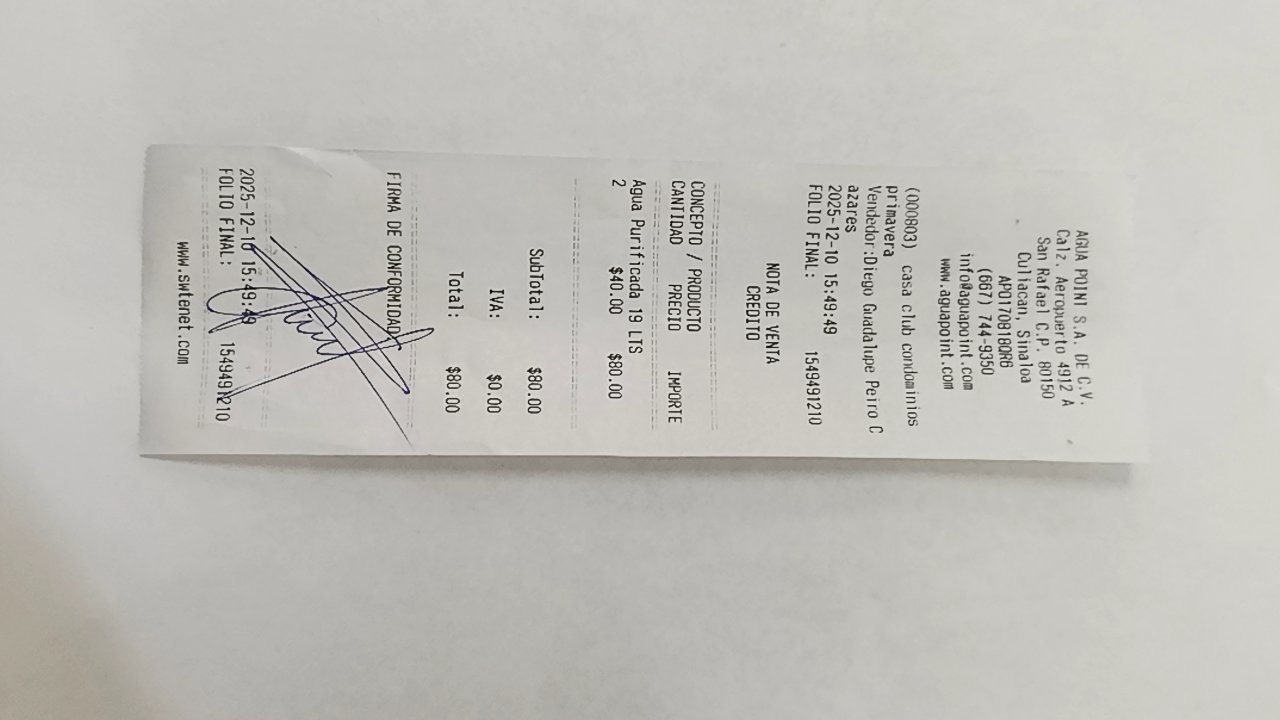 AGUA POINT S.A. DE C.V.
Calz. Aeropuerto 4912 A
San Rafael C.P. 80150
Culiacan, Sinaloa
APO170818QR6
(667) 744-9350
info@aguapoint.com
www.aguapoint.com
(000803) casa club condominios
primavera
Vendedor:Diego Guadalupe Peiro C
azares
2025-12-10 15:49:49
FOLIO FINAL: 1549491210
NOTA DE VENTA
CREDITO
CONCEPTO / PRODUCTO
CANTIDAD PRECIO IMPORTE
Agua Purificada 19 LTS
2 $40.00 $80.00
SubTotal: $80.00
IVA: $0.00
Total: $80.00
FIRMA DE CONFORMIDAD
2025-12-10 15:49:49
FOLIO FINAL: 1549491210
www.swtenet.com